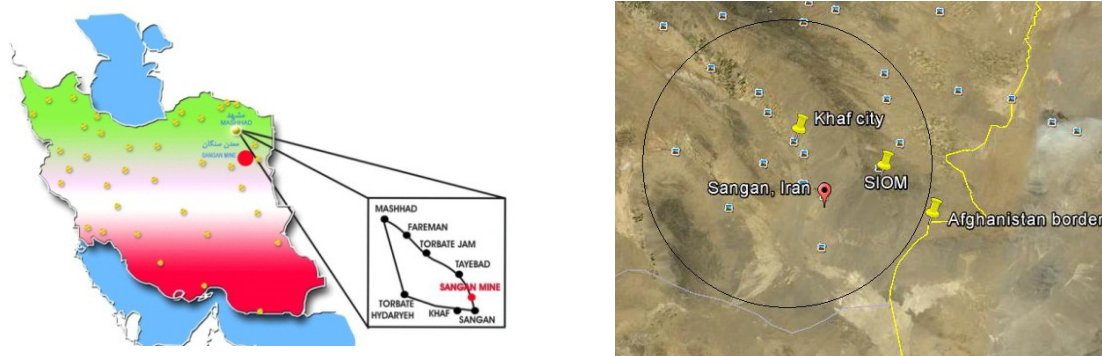 مشهد
MASHHAD
معدن سنگان
SANGAN MINE
MASHHAD
FAREMAN
TORBATE JAM
TAYEBAD
SANGAN MINE
TORBATE
HYDARYEH
KHAF
SANGAN
Khaf city
SIOM
Sangan, Iran
Afghanistan border